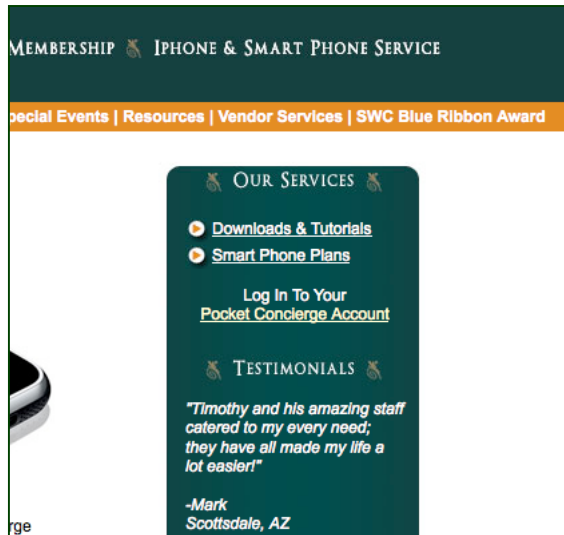 MEMBERSHIP IPHONE & SMART PHONE SERVICE
pecial Events | Resources | Vendor Services | SWC Blue Ribbon Award
OUR SERVICES
Downloads & Tutorials
Smart Phone Plans
Log In To Your
Pocket Concierge Account
TESTIMONIALS
"Timothy and his amazing staff
catered to my every need;
they have all made my life a
lot easier!"
-Mark
Scottsdale, AZ
rge